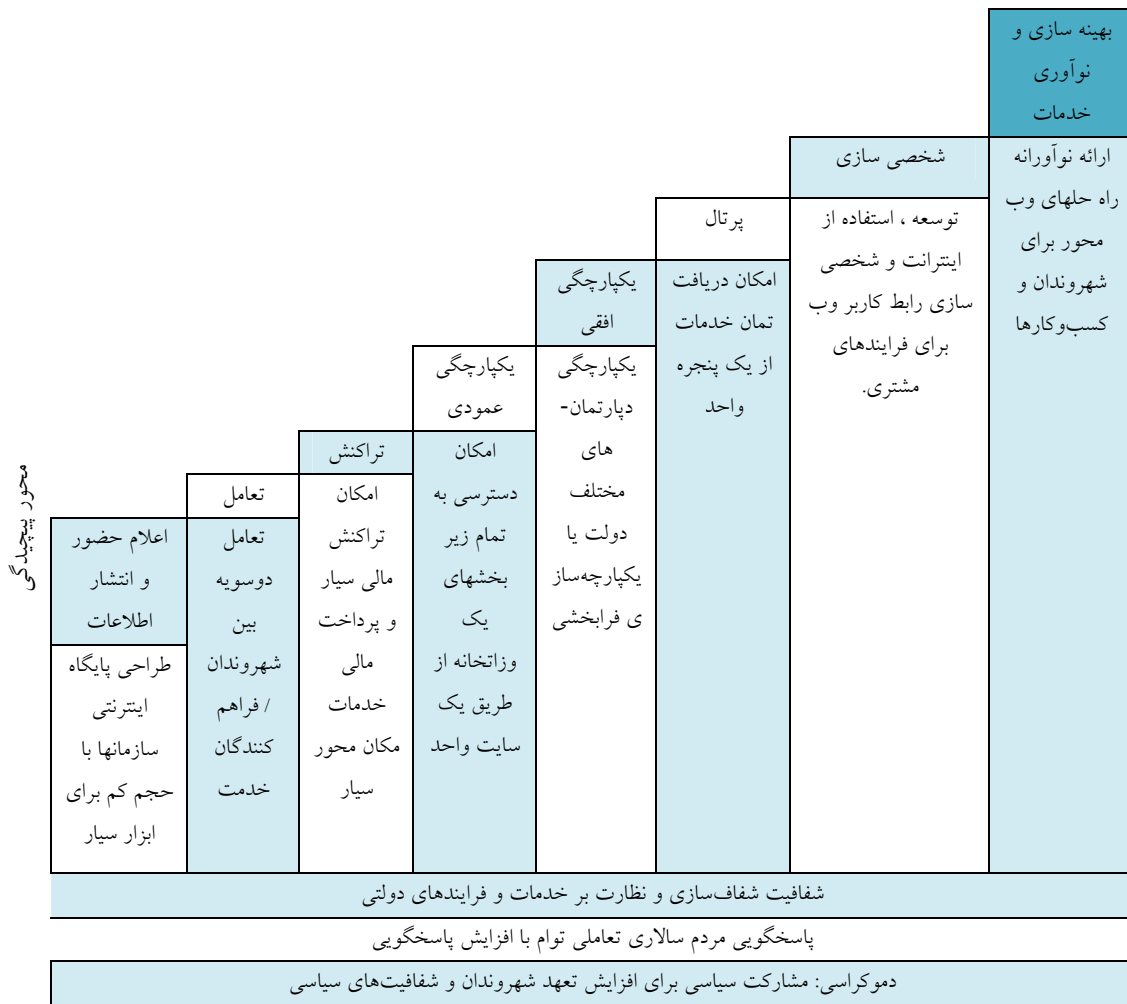 بهینه سازی و
نوآوری
خدمات
ارائه نوآورانه
راه حلهای وب
محور برای
شهروندان و
کسب‌وکارها
شخصی سازی
توسعه ، استفاده از
اینترانت و شخصی
سازی رابط کاربر وب
برای فرایندهای
مشتری.
پرتال
امکان دریافت
تمان خدمات
از یک پنجره
واحد
یکپارچگی
افقی
یکپارچگی
دپارتمان-
های
مختلف
دولت یا
یکپارچه‌ساز
ی فرابخشی
یکپارچگی
عمودی
امکان
دسترسی به
تمام زیر
بخشهای
یک
وزاتخانه از
طریق یک
سایت واحد
تراکنش
امکان
تراکنش
مالی سیار
و پرداخت
مالی
خدمات
مکان محور
سیار
تعامل
تعامل
دوسویه
بین
شهروندان
/ فراهم
کنندگان
خدمت
اعلام حضور
و انتشار
اطلاعات
طراحی پایگاه
اینترنتی
سازمانها با
حجم کم برای
ابزار سیار
محور پیچیدگی
شفافیت شفاف‌سازی و نظارت بر خدمات و فرایندهای دولتی
پاسخگویی مردم سالاری تعاملی توام با افزایش پاسخگویی
دموکراسی: مشارکت سیاسی برای افزایش تعهد شهروندان و شفافیت‌های سیاسی